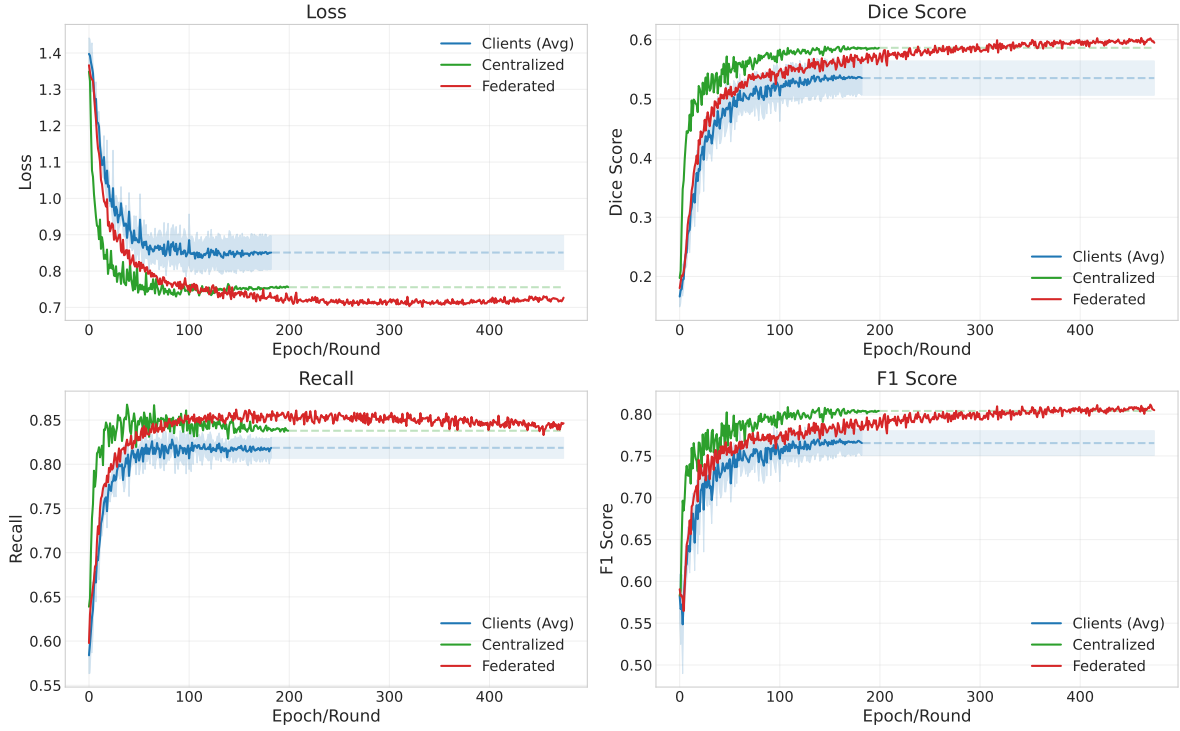 Loss
1.4
1.3
1.2
1.1
1.0
0.9
0.8
0.7
Loss
0
100
200
300
400
Epoch/Round
Clients (Avg)
Centralized
Federated
Dice Score
0.6
0.5
0.4
0.3
0.2
Dice Score
0
100
200
300
400
Epoch/Round
Clients (Avg)
Centralized
Federated
Recall
0.85
0.80
0.75
0.70
0.65
0.60
0.55
Recall
0
100
200
300
400
Epoch/Round
Clients (Avg)
Centralized
Federated
F1 Score
0.80
0.75
0.70
0.65
0.60
0.55
0.50
F1 Score
0
100
200
300
400
Epoch/Round
Clients (Avg)
Centralized
Federated